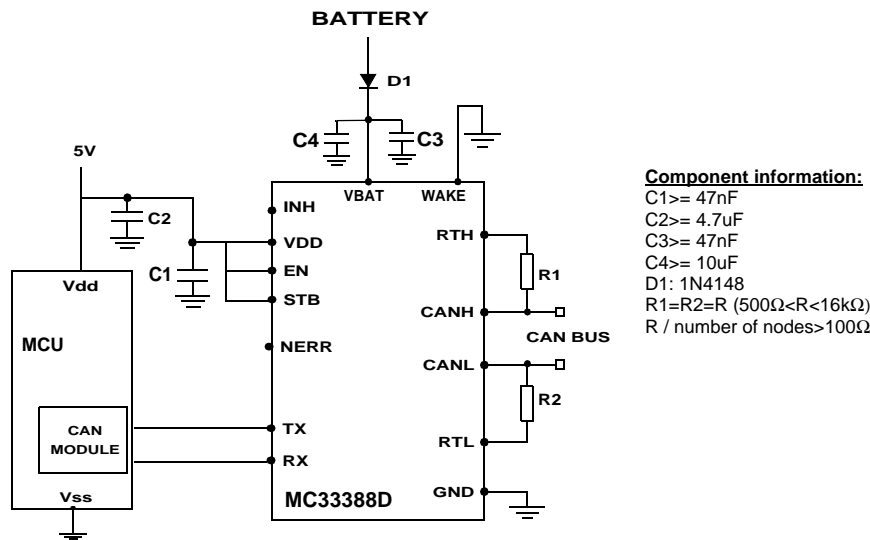 BATTERY
D1
C4
C3
5V
C2
C1
VBAT
WAKE
INH
VDD
EN
STB
NERR
TX
RX
RTH
CANH
CANL
RTL
GND
MC33388D
R1
CAN BUS
R2
Vdd
MCU
CAN
MODULE
Vss
Component information:
C1>= 47nF
C2>= 4.7uF
C3>= 47nF
C4>= 10uF
D1: 1N4148
R1=R2=R (500Ω<R<16kΩ)
R / number of nodes>100Ω